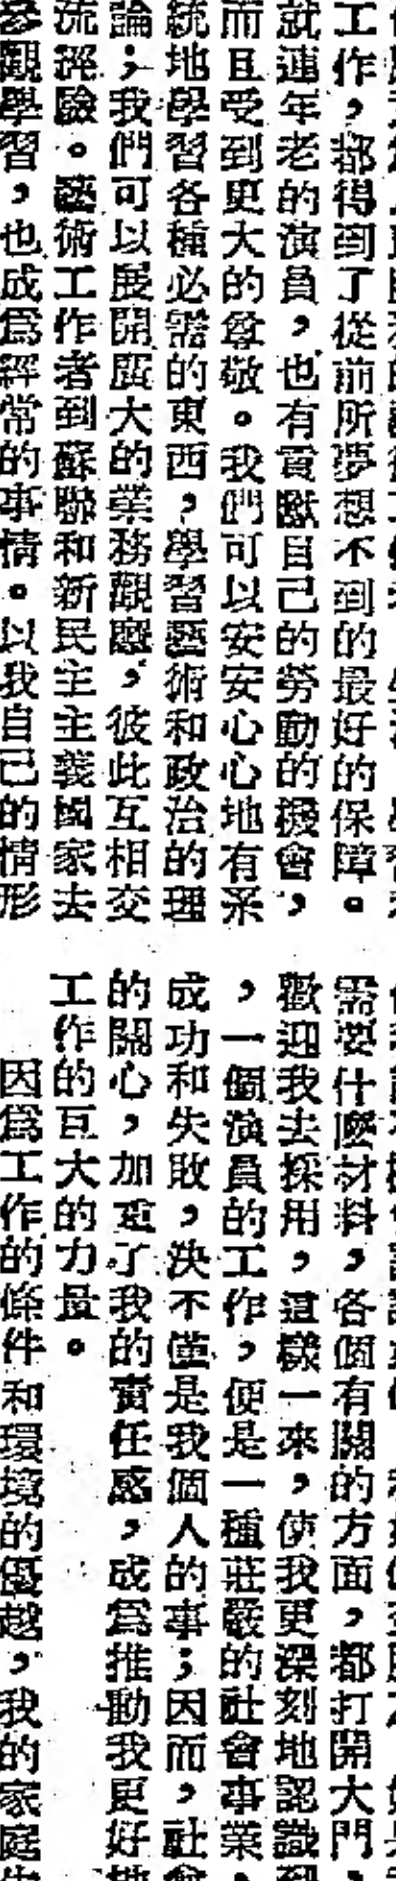 工作，都得到了從前所夢想不到的最好的保障。
就連年老的演員，也有貢獻自己的勞動的機會，
而且受到更大的尊敬。我們可以安安心心地有系
統地學習各種必需的東西，學習藝術和政治的理
論；我們可以展開廣大的業務觀摩，彼此互相交
流經驗。藝術工作者到蘇聯和新民主主義國家去
參觀學習，也成爲經常的事情。以我自己的情形
需要什麼材料，各個有關的方面，都打開大門，
歡迎我去採用，這樣一來，使我更深刻地認識到
，一個演員的工作，便是一種莊嚴的社會事業，
成功和失敗，決不僅是我個人的事；因而，社會
的關心，加重了我的責任感，成爲推動我更好地
工作的巨大的力量。
因爲工作的條件和環境的優越，我的家庭生